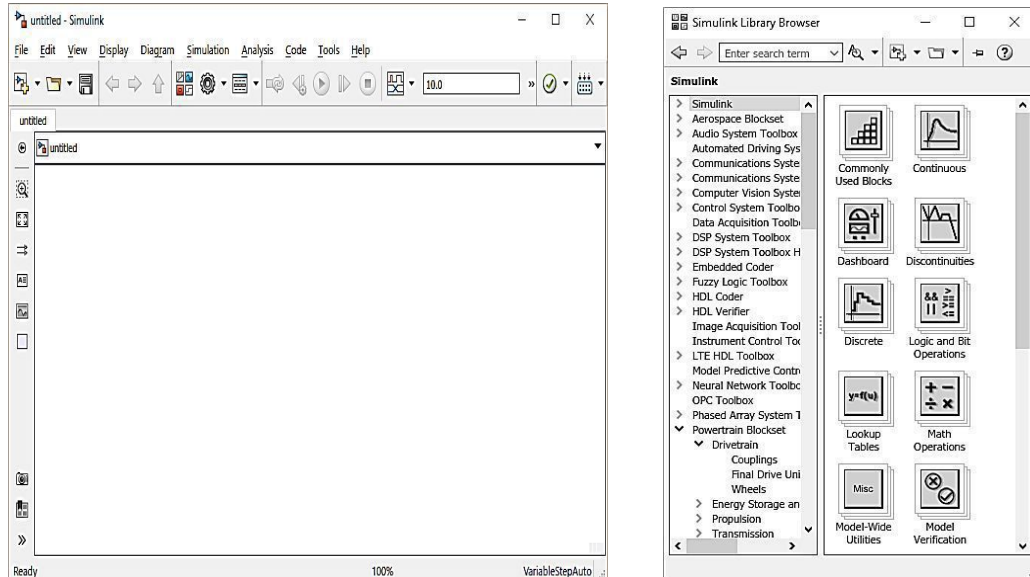 untitled - Simulink
File Edit View Display Diagram Simulation Analysis Code Tools Help
10.0
»
untitled
untitled
»
Ready 100% VariableStepAuto
Simulink Library Browser
Enter search term
Simulink
Simulink
Aerospace Blockset
Audio System Toolbox
Automated Driving Sys
Communications Syste
Communications Syste
Computer Vision System
Control System Toolbo
Data Acquisition Toolb
DSP System Toolbox
DSP System Toolbox H
Embedded Coder
Fuzzy Logic Toolbox
HDL Coder
HDL Verifier
Image Acquisition Tool
Instrument Control Too
LTE HDL Toolbox
Model Predictive Contr
Neural Network Toolbo
OPC Toolbox
Phased Array System T
Powertrain Blockset
Drivetrain
Couplings
Final Drive Uni
Wheels
Energy Storage an
Propulsion
Transmission
Commonly
Used Blocks
Continuous
Dashboard
Discontinuities
Discrete
&& >
|| <=
Logic and Bit
Operations
y=f(u)
Lookup
Tables
+ −
÷ ×
Math
Operations
Misc
Model-Wide
Utilities
Model
Verification